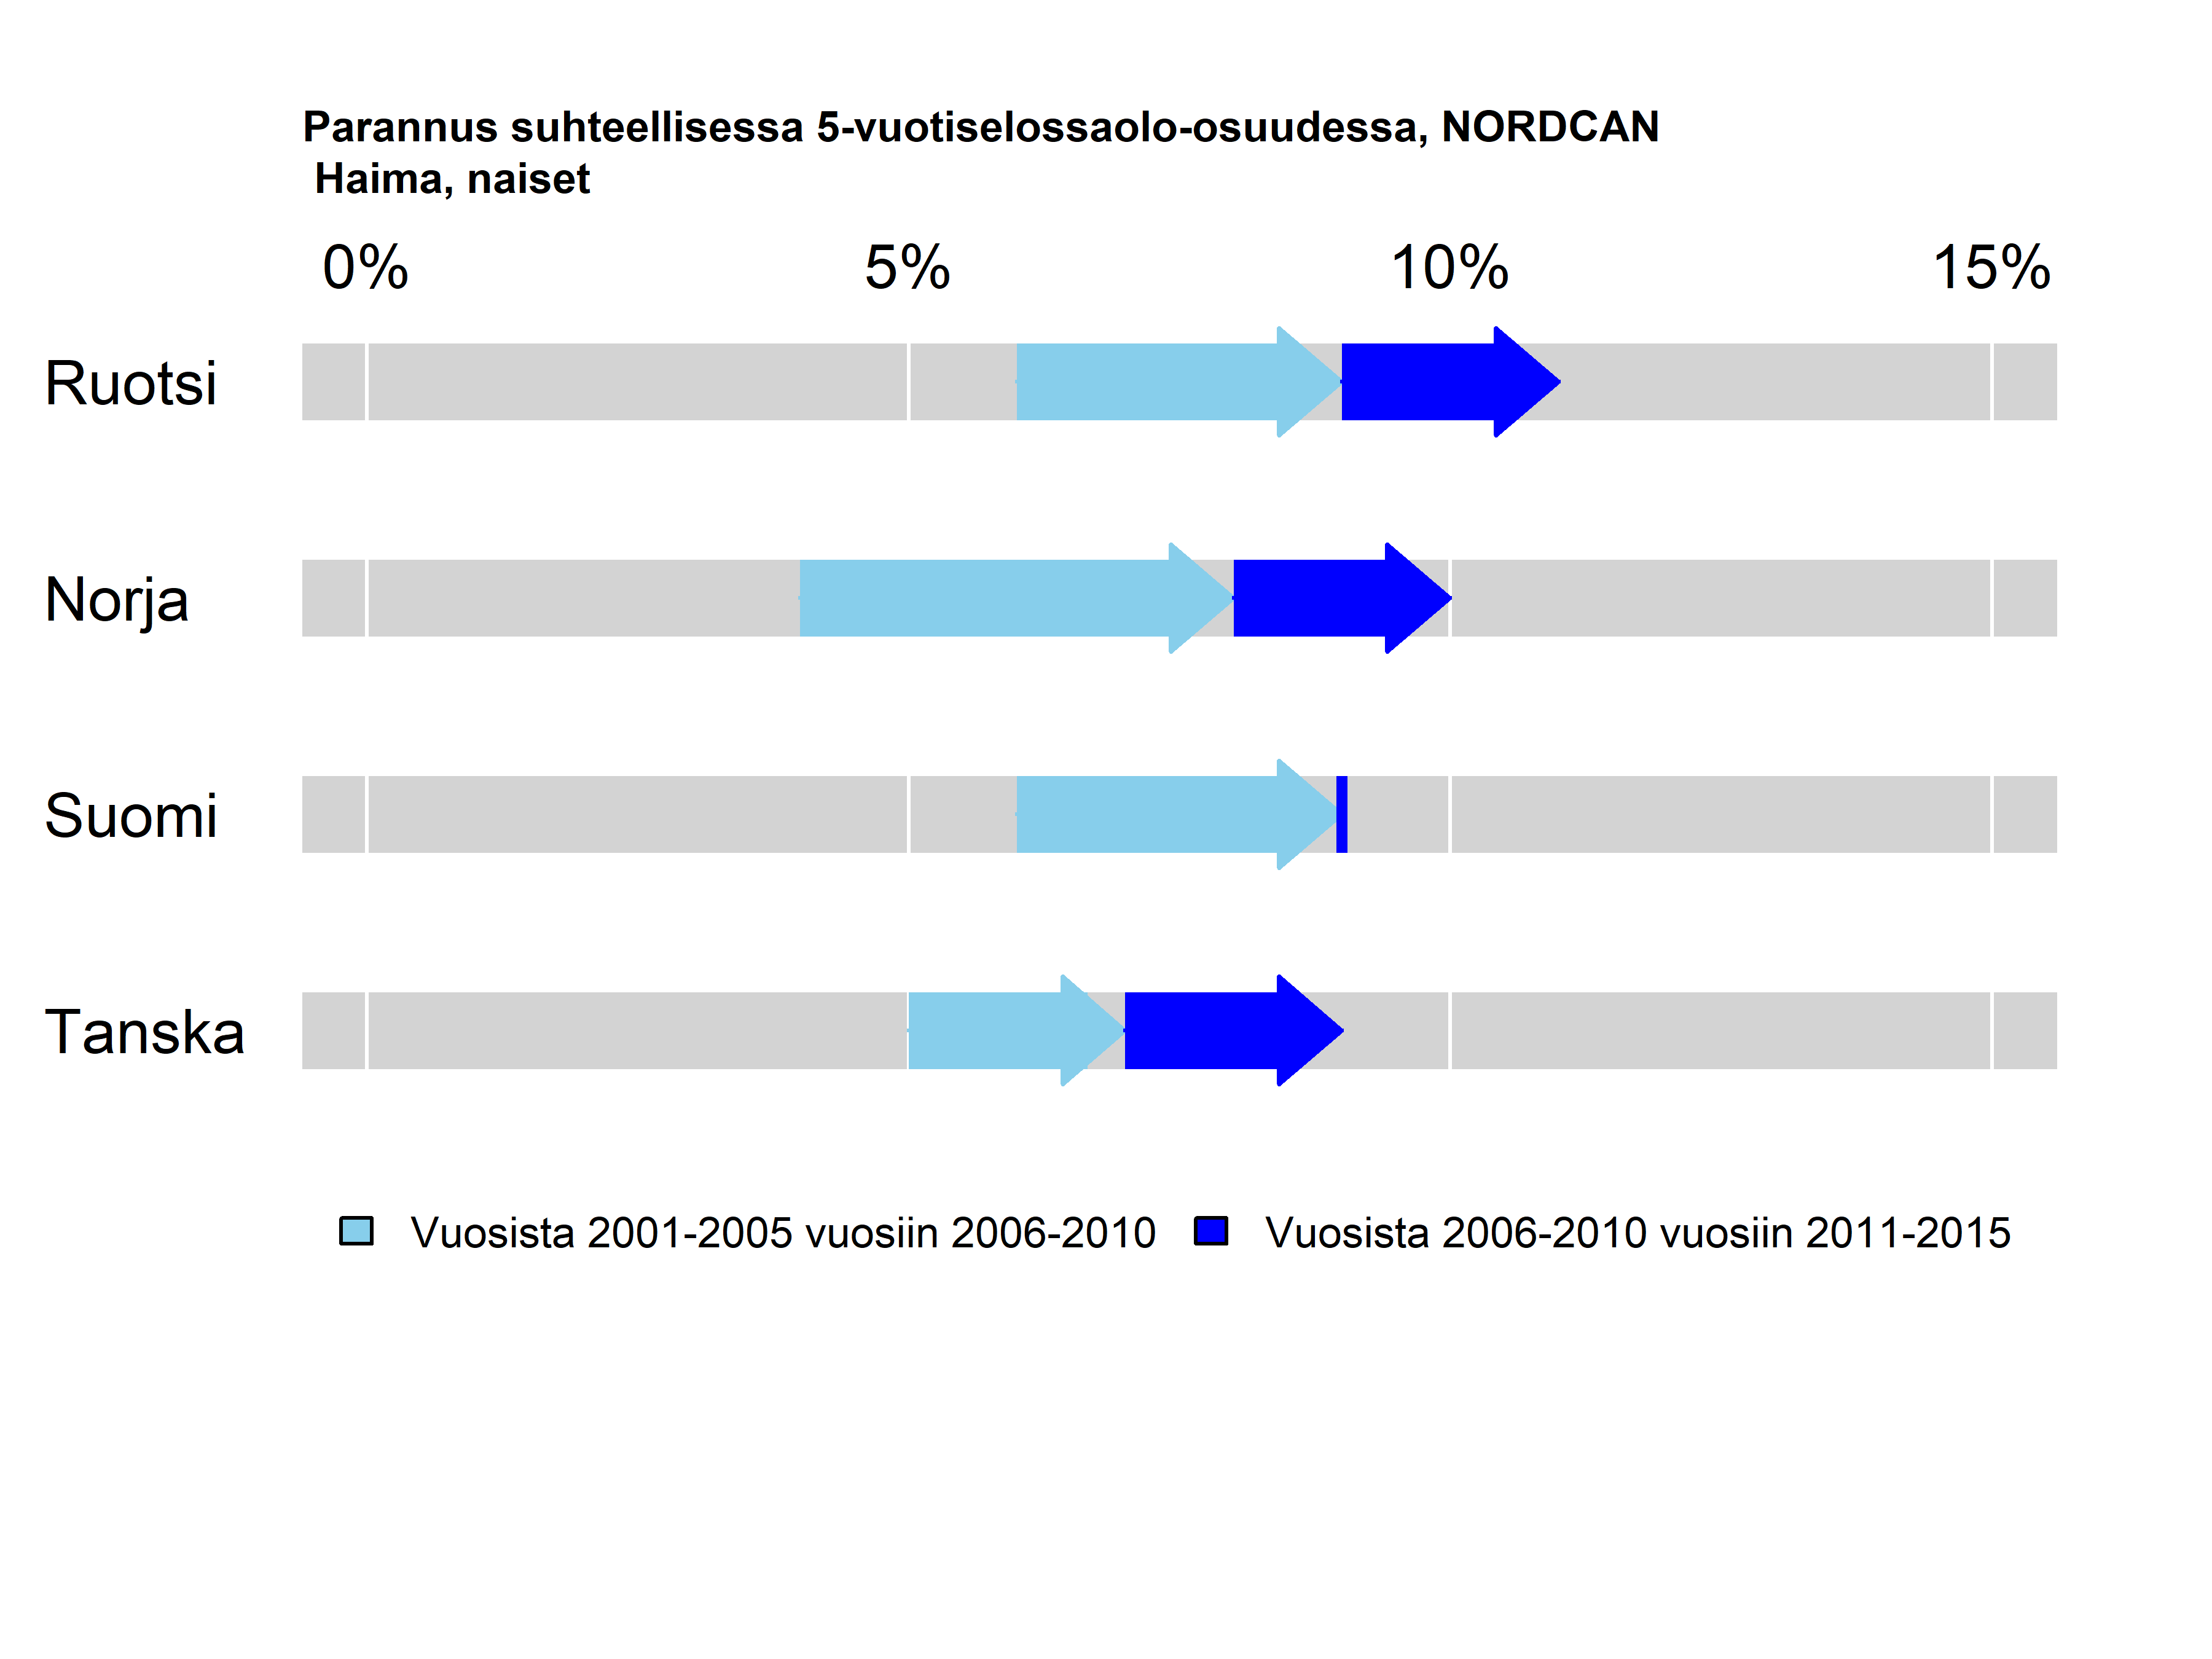 Parannus suhteellisessa 5-vuotiselossaolo-osuudessa, NORDCAN
Haima, naiset
0% 5% 10% 15%
Ruotsi
Norja
Suomi
Tanska
Vuosista 2001-2005 vuosiin 2006-2010 Vuosista 2006-2010 vuosiin 2011-2015